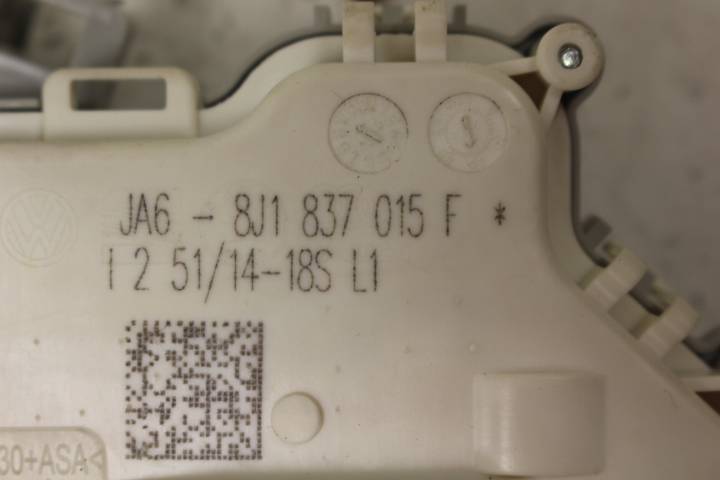 JA6 - 8J1 837 015 F *
I 2 51/14-18S L1
30+ASA<